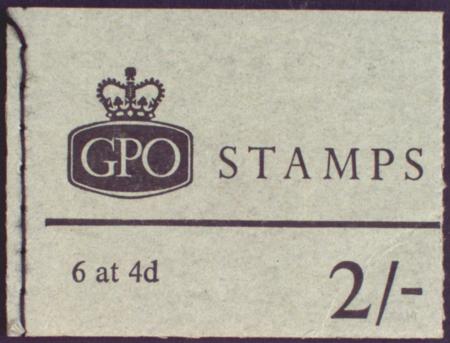 GPO STAMPS
6 at 4d
2/-